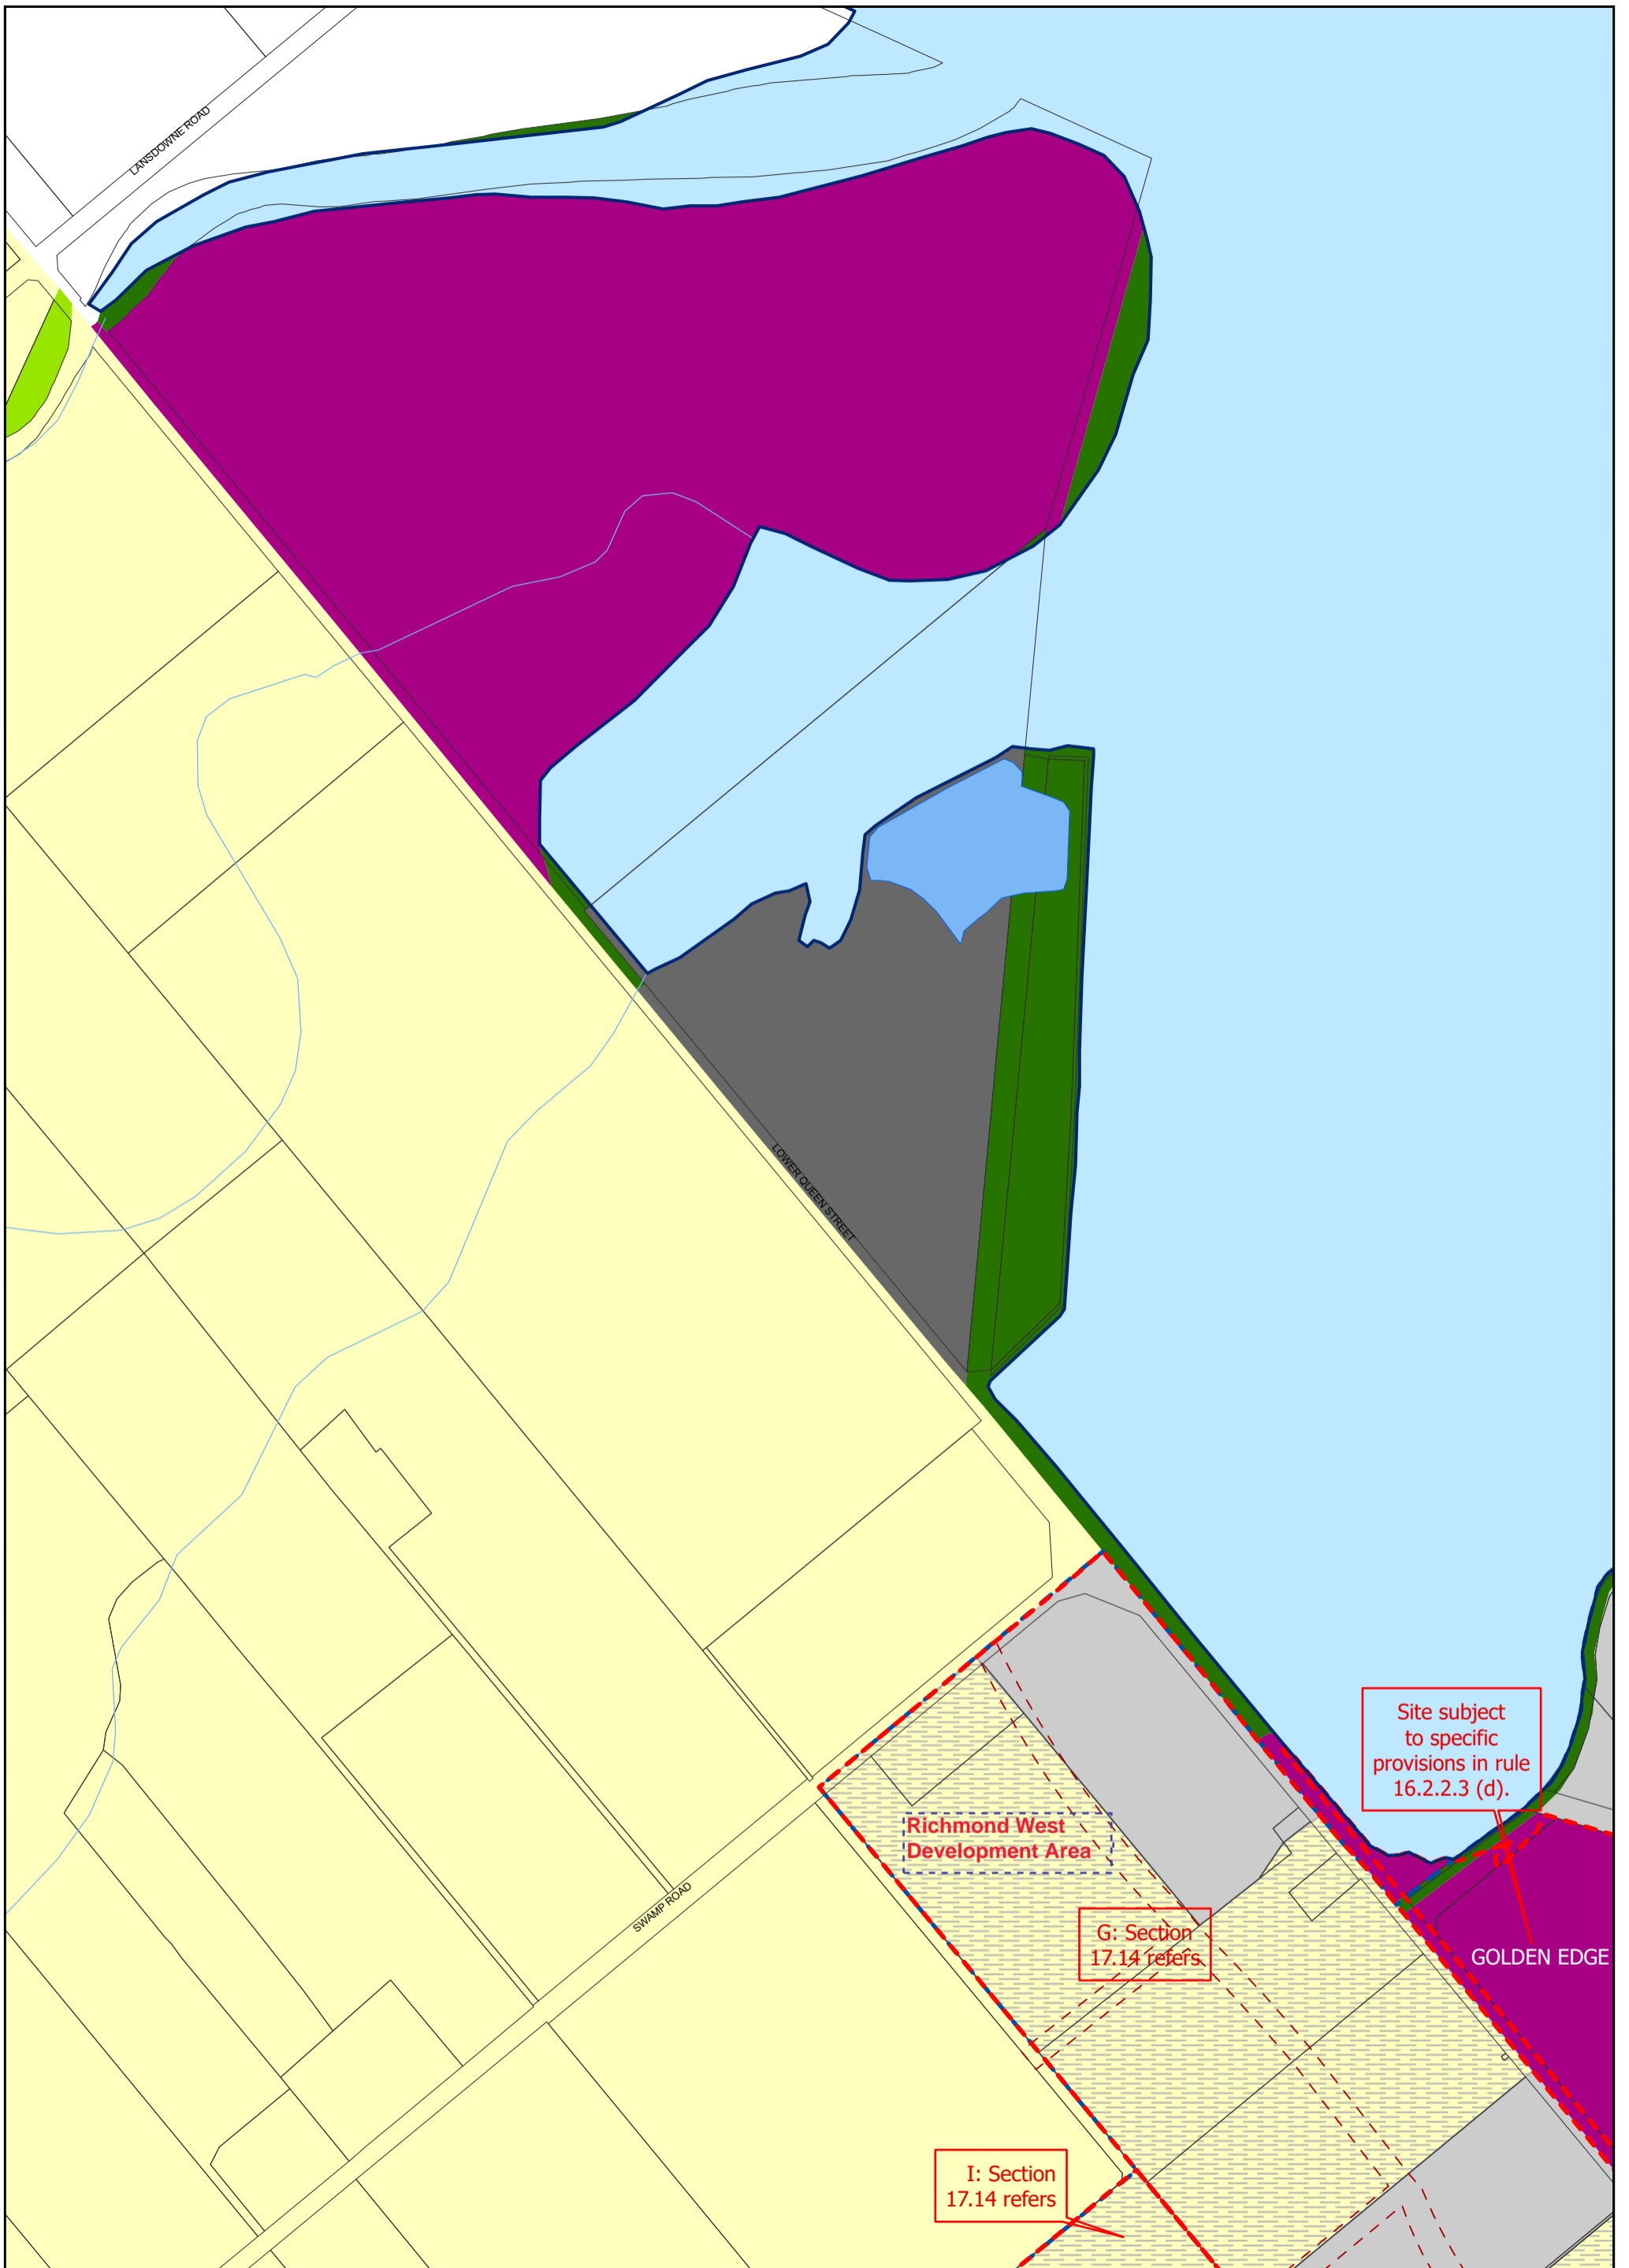 LANSDOWNE ROAD
LOWER QUEEN STREET
Site subject
to specific
provisions in rule
16.2.2.3 (d).
Richmond West
Development Area
SWAMP ROAD
G: Section
17.14 refers
GOLDEN EDGE
I: Section
17.14 refers